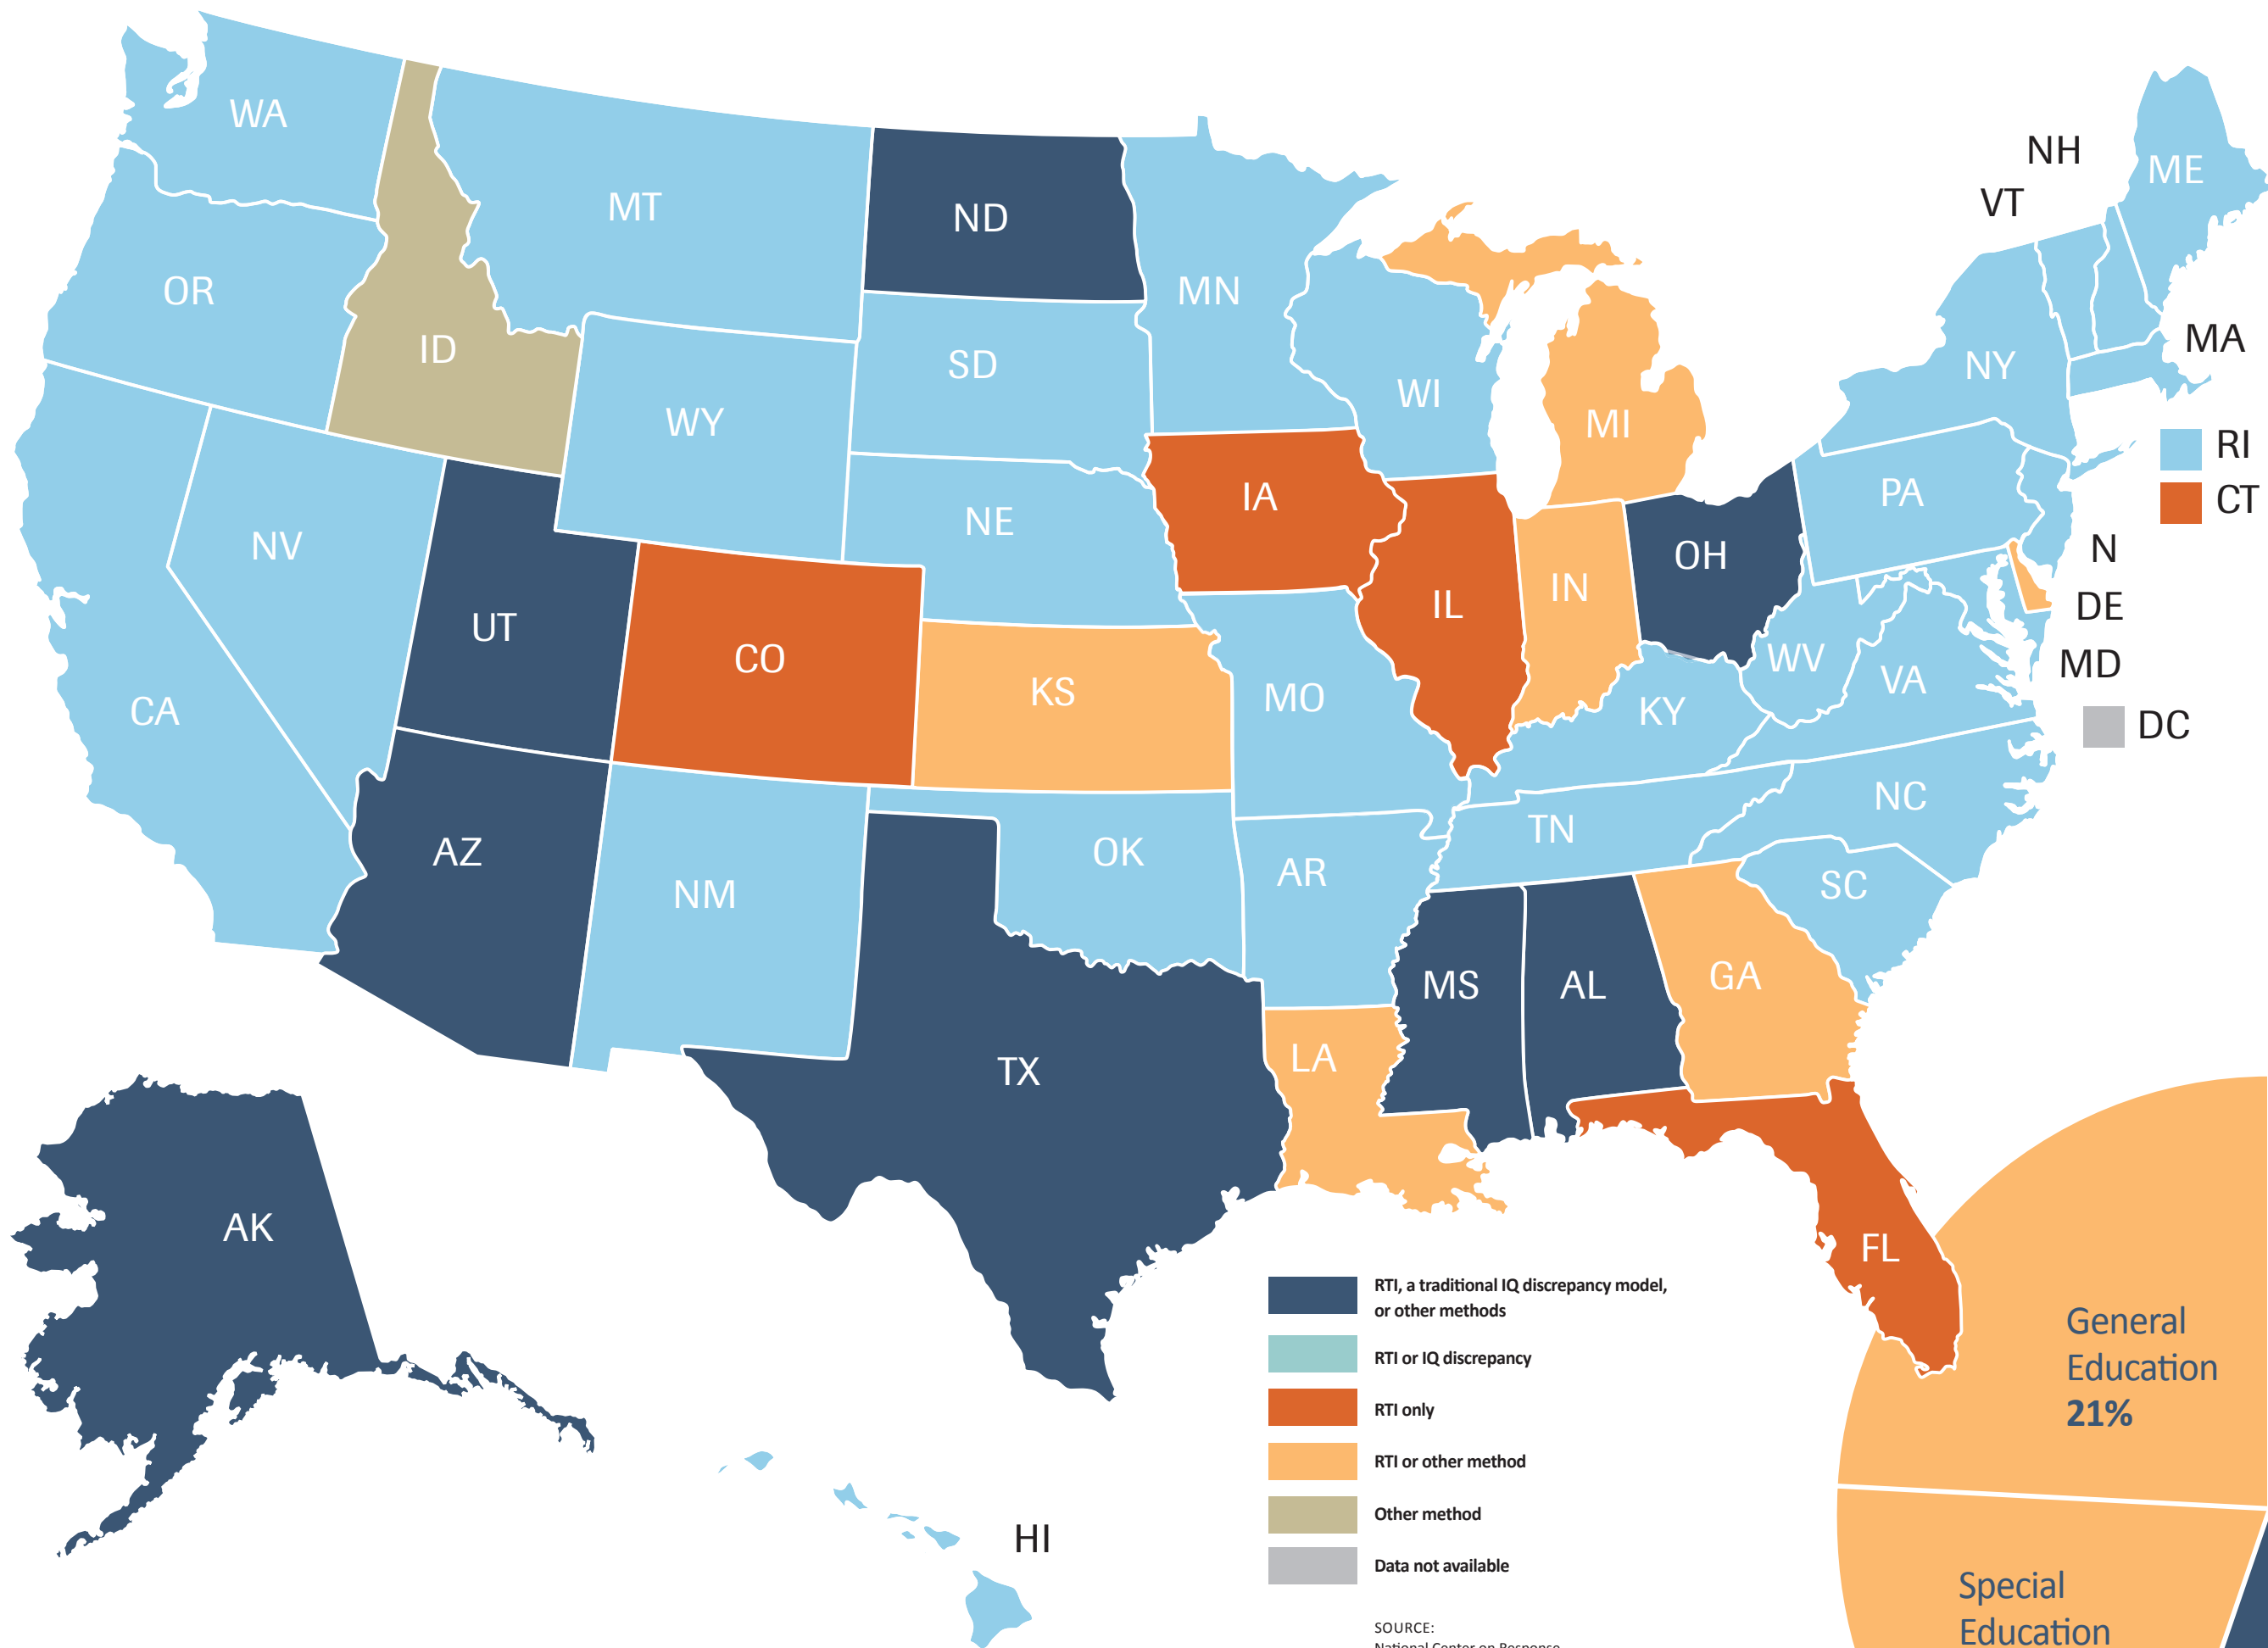 WA
NH
ME
VT
MT
ND
OR
MN
MA
ID
SD
NY
WI
WY
MI
RI
PA
IA
CT
NE
NV
N
OH
IN
DE
IL
UT
CO
WV
MD
VA
KS
MO
CA
KY
DC
NC
TN
AZ
OK
AR
SC
NM
GA
MS
AL
LA
TX
AK
FL
HI
RTI, a traditional IQ discrepancy model,
or other methods
RTI or IQ discrepancy
RTI only
RTI or other method
Other method
Data not available
SOURCE:
National Center on Response
General
Education
21%
Special
Education